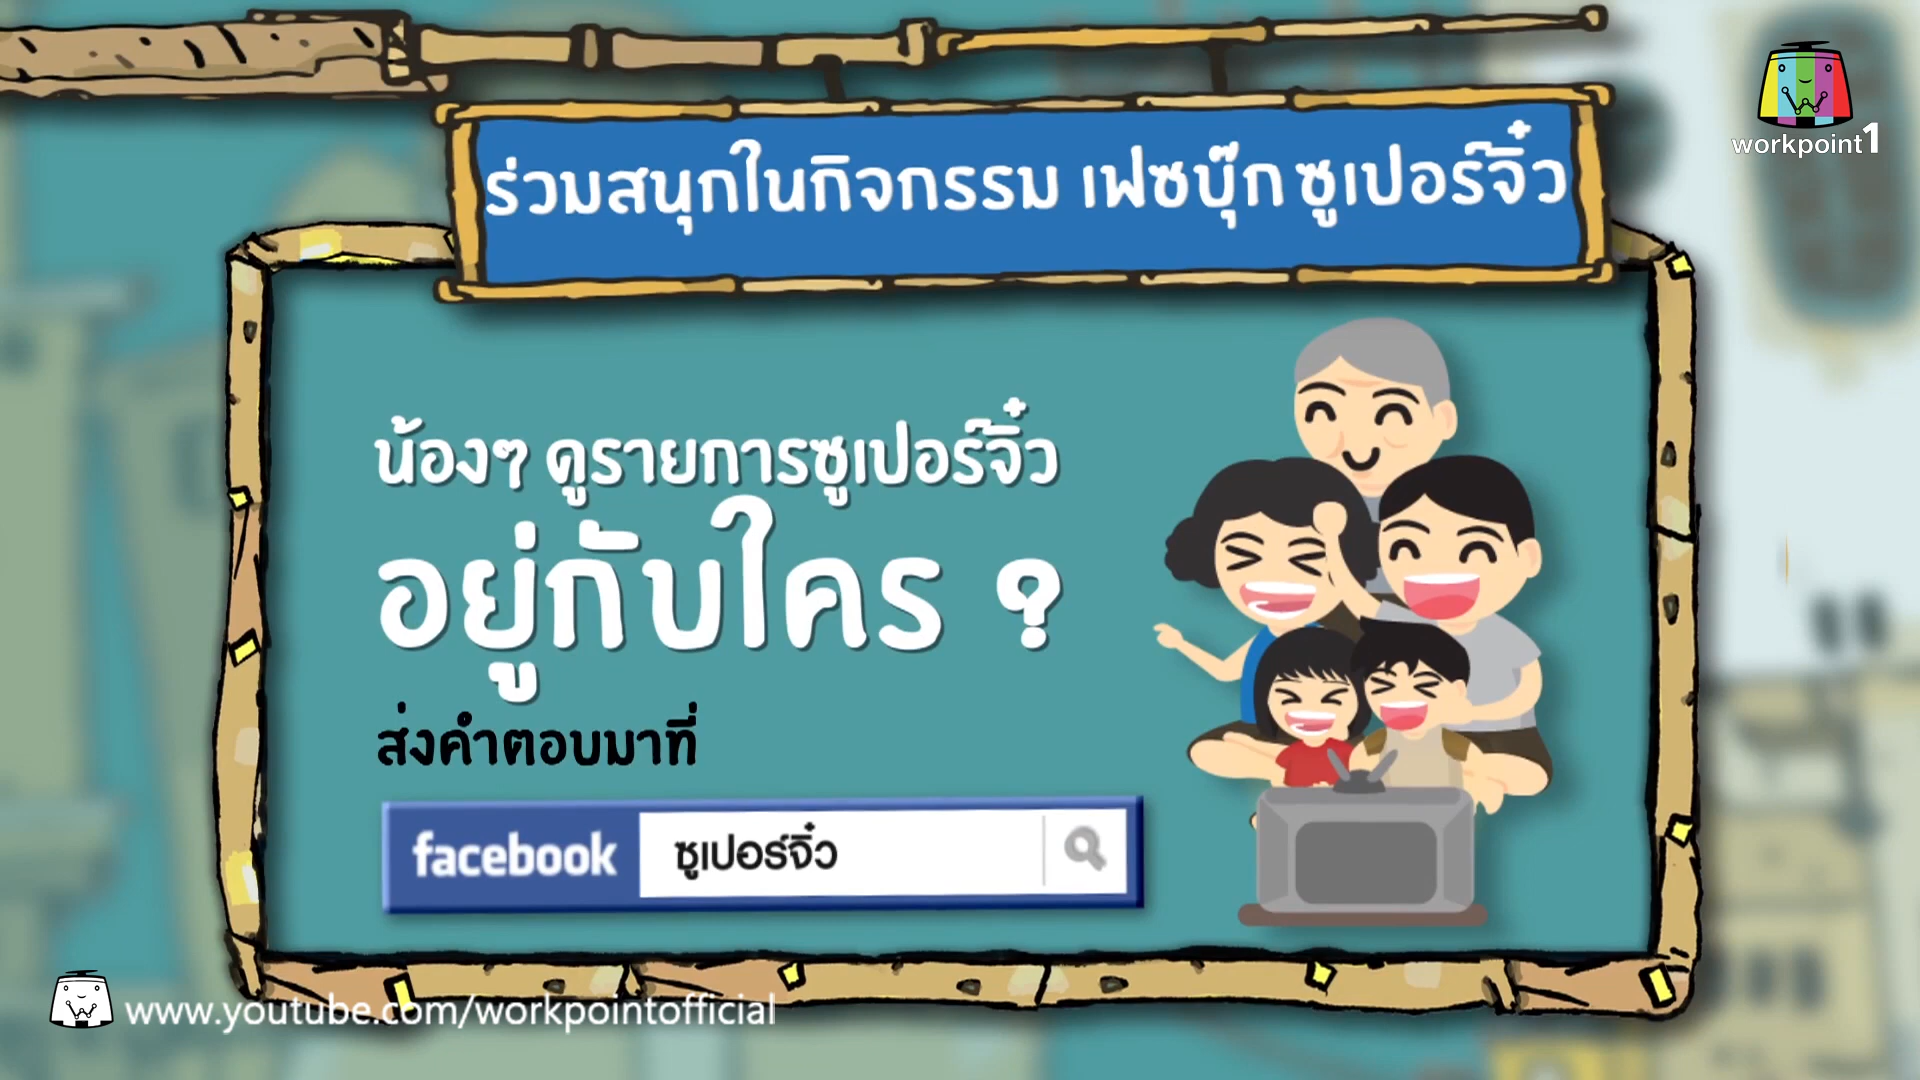 workpoint1
ร่วมสนุกในกิจกรรม เฟซบุ๊ก ซูเปอร์จิ๋ว
น้องๆ ดูรายการซูเปอร์จิ๋ว
อยู่กับใคร ?
ส่งคำตอบมาที่
facebook ซูเปอร์จิ๋ว
www.youtube.com/workpointofficial